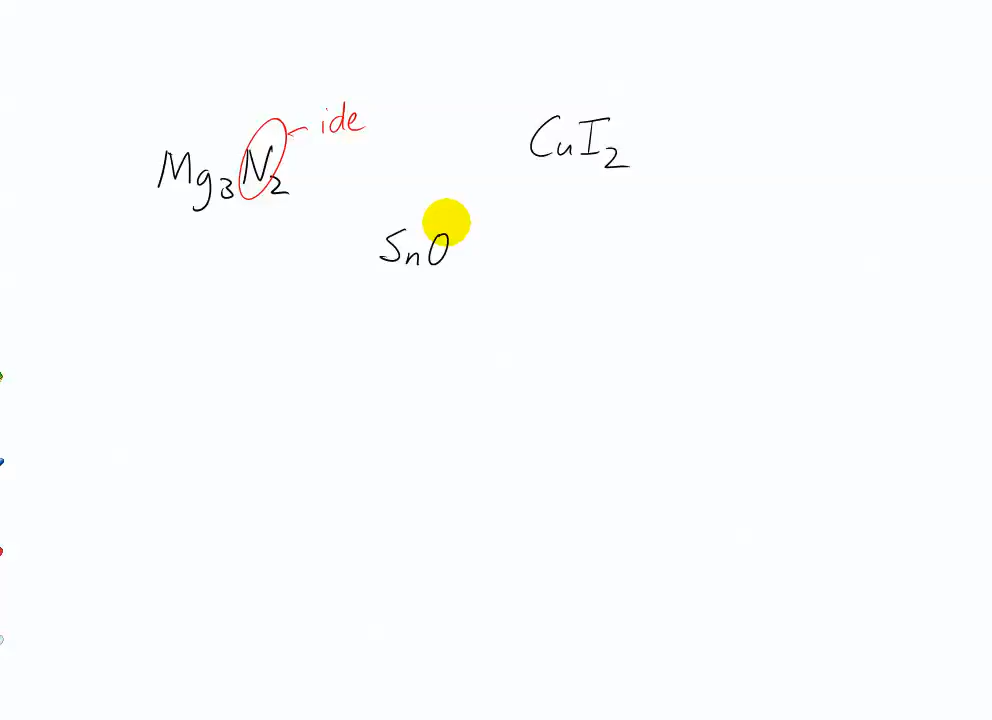 Mg₃N₂ - ide
CuI₂
SnO